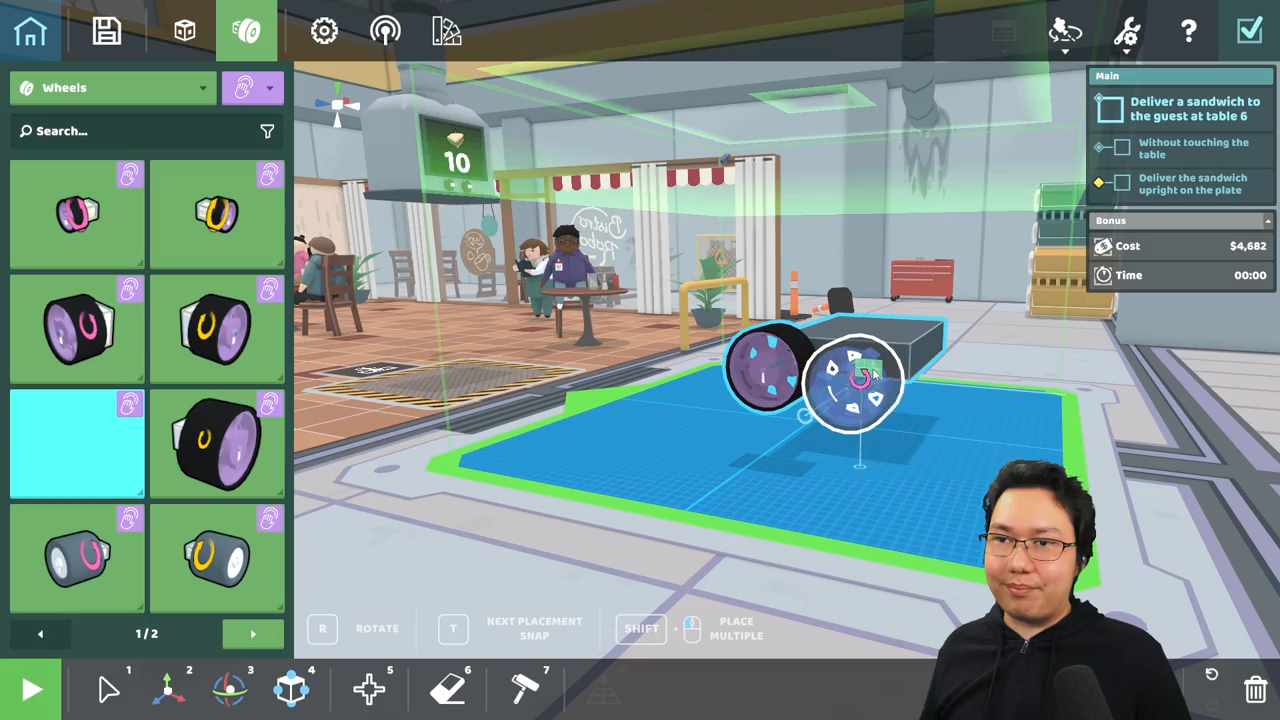 Wheels
Search...
1/2
10
Bistro
Robo
Main
Deliver a sandwich to
the guest at table 6
Without touching the
table
Deliver the sandwich
upright on the plate
Bonus
Cost $4,682
Time 00:00
R ROTATE
T NEXT PLACEMENT
SNAP
SHIFT + PLACE
MULTIPLE
1 2 3 4 5 6 7